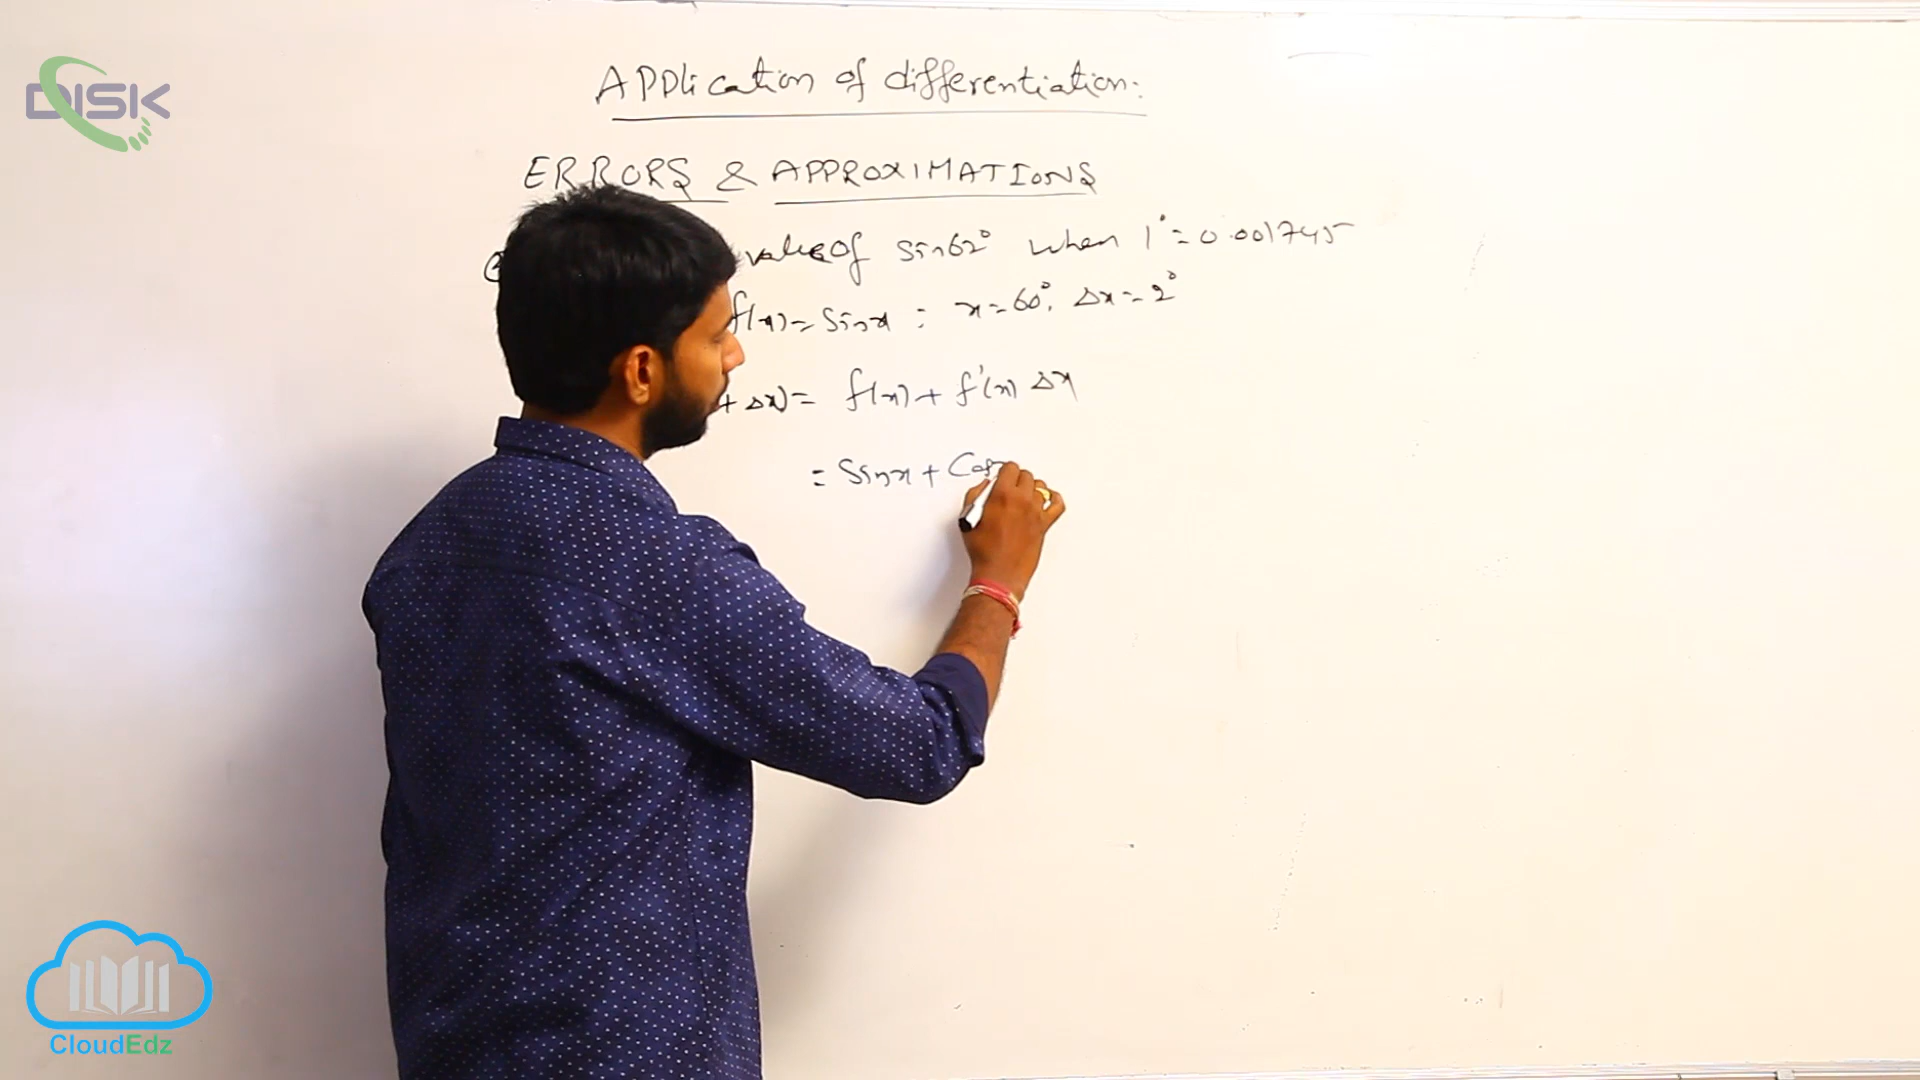 DISK
Application of differentiation:
ERRORS & APPROXIMATIONS
value of sin62° when 1° = 0.001745
f(x) = sinx : x = 60°, Δx = 2°
+ Δx) = f(x) + f'(x) Δx
= sinx + Cos
CloudEdz